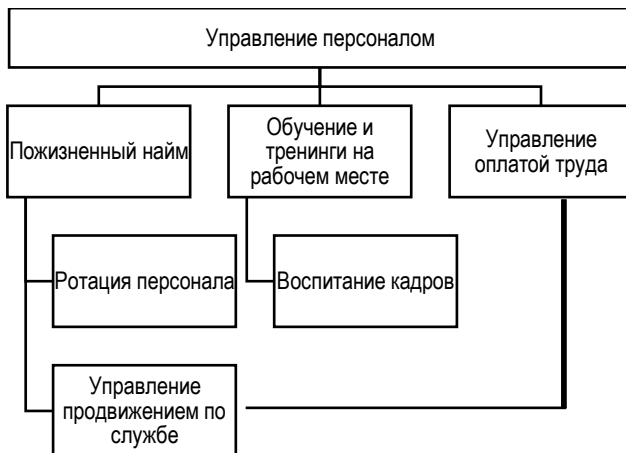 Управление персоналом
Пожизненный найм
Обучение и
тренинги на
рабочем месте
Управление
оплатой труда
Ротация персонала
Воспитание кадров
Управление
продвижением по
службе